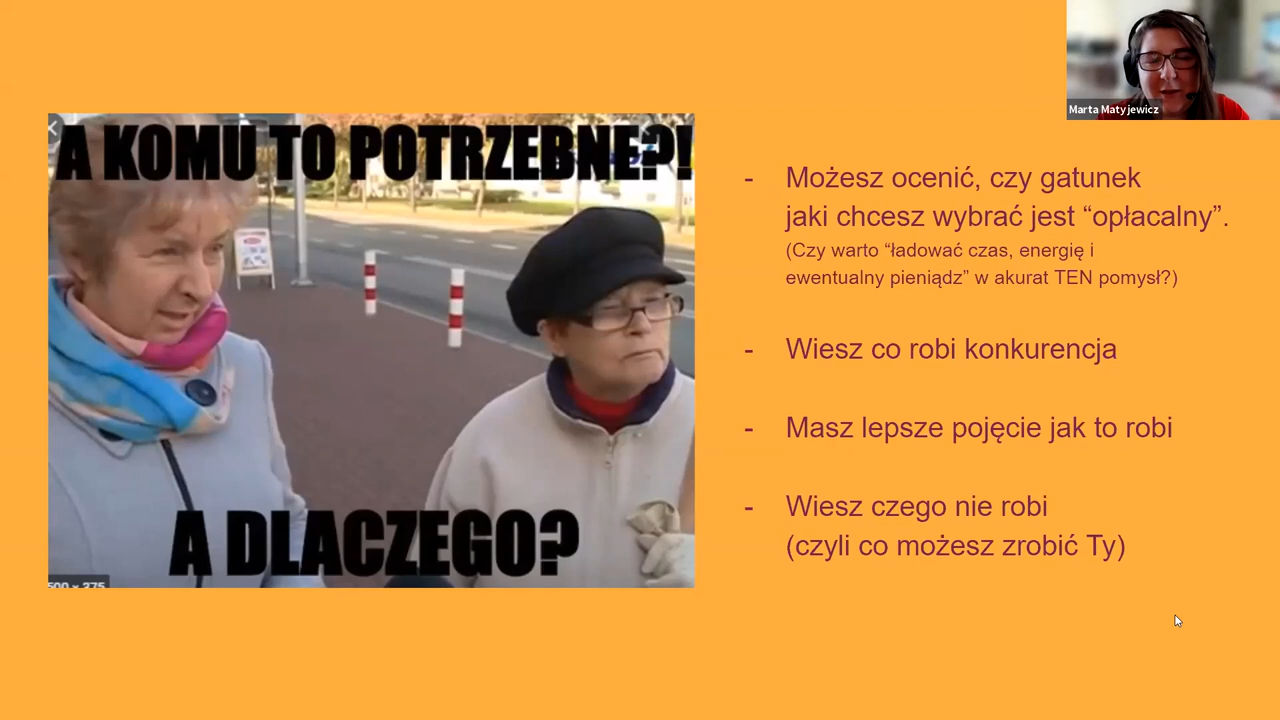 Marta Matyjewicz
A KOMU TO POTRZEBNE?!
A DLACZEGO?
500 × 275
- Możesz ocenić, czy gatunek
jaki chcesz wybrać jest “opłacalny”.
(Czy warto “ładować czas, energię i
ewentualny pieniądz” w akurat TEN pomysł?)
- Wiesz co robi konkurencja
- Masz lepsze pojęcie jak to robi
- Wiesz czego nie robi
(czyli co możesz zrobić Ty)